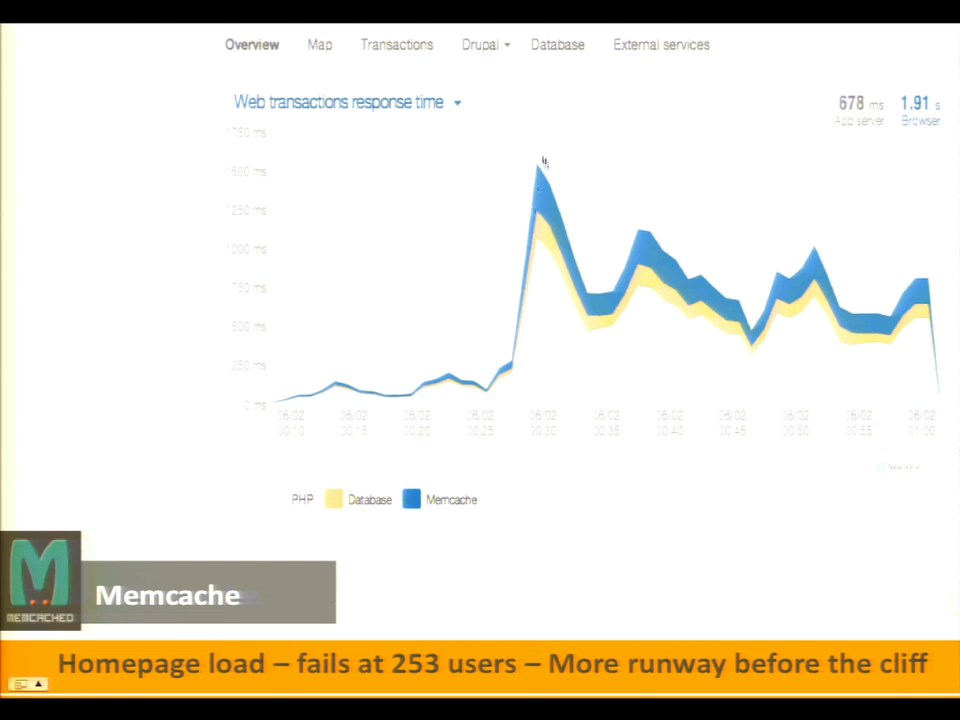 Overview Map Transactions Drupal Database External services
Web transactions response time
678 ms 1.91 s
App server Browser
1750 ms
1500 ms
1250 ms
1000 ms
750 ms
500 ms
250 ms
0 ms
06/02 06/02 06/02 06/02 06/02 06/02 06/02 06/02 06/02 06/02 06/02
00:10 00:15 00:20 00:25 00:30 00:35 00:40 00:45 00:50 00:55 01:00
New Relic
PHP Database Memcache
MEMCACHED
Memcache
Homepage load – fails at 253 users – More runway before the cliff